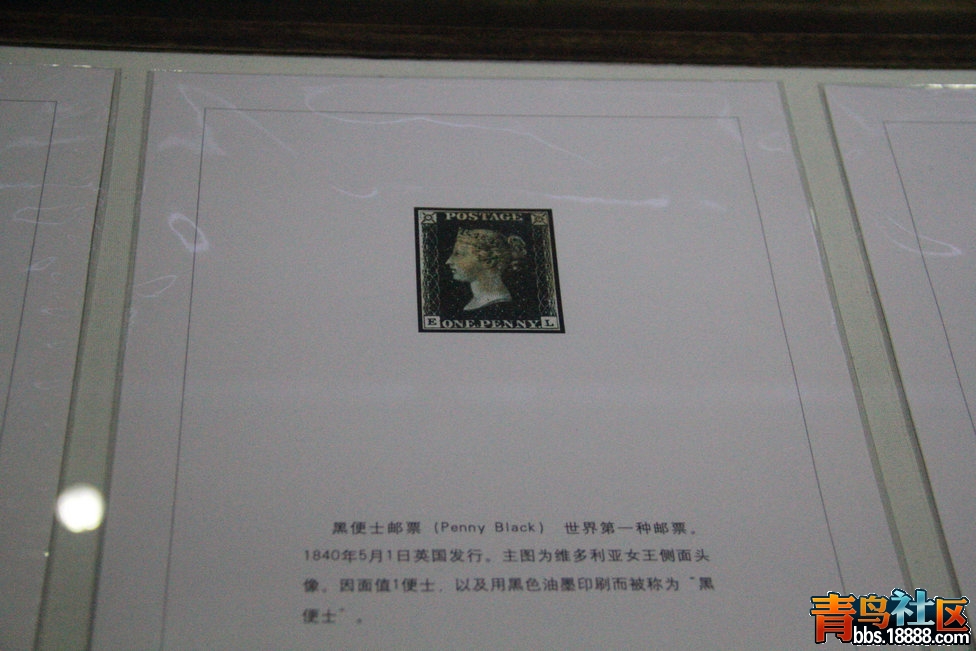 POSTAGE
E ONE PENNY. L
黑便士邮票（Penny Black） 世界第一种邮票。
1840年5月1日英国发行。主图为维多利亚女王侧面头
像。因面值1便士，以及用黑色油墨印刷而被称为“黑
便士”。
青鸟社区
bbs.18888.com